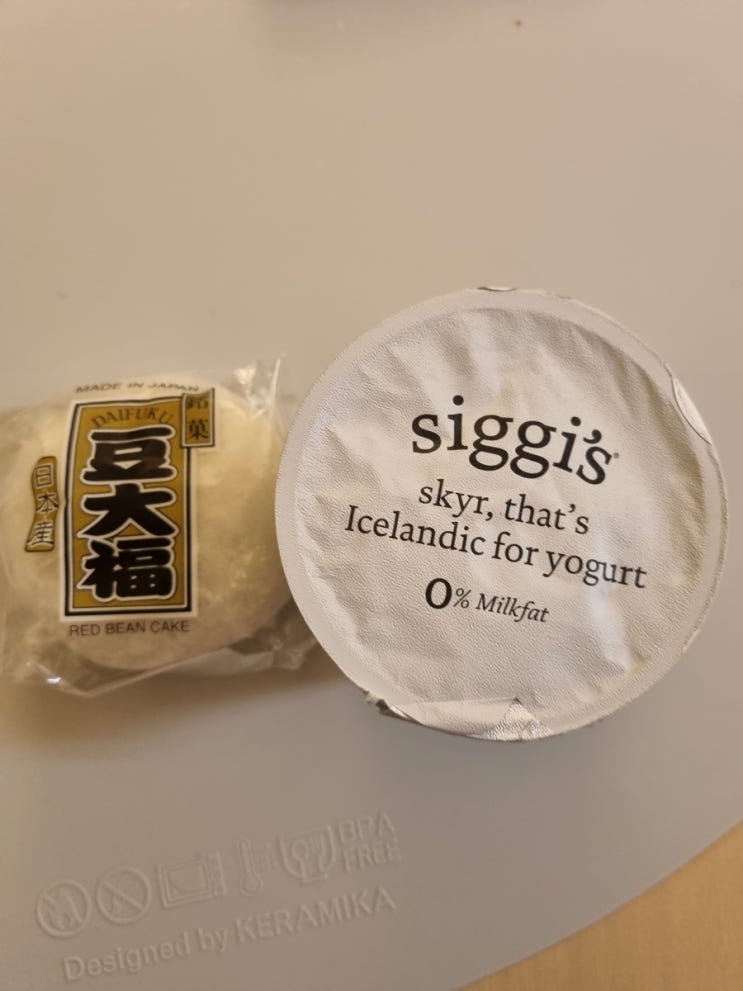 MADE IN JAPAN
DAIFUKU
銘菓
豆大福
日本産
RED BEAN CAKE
siggi's®
skyr, that's
Icelandic for yogurt
0% Milkfat
BPA
FREE
Designed by KERAMIKA